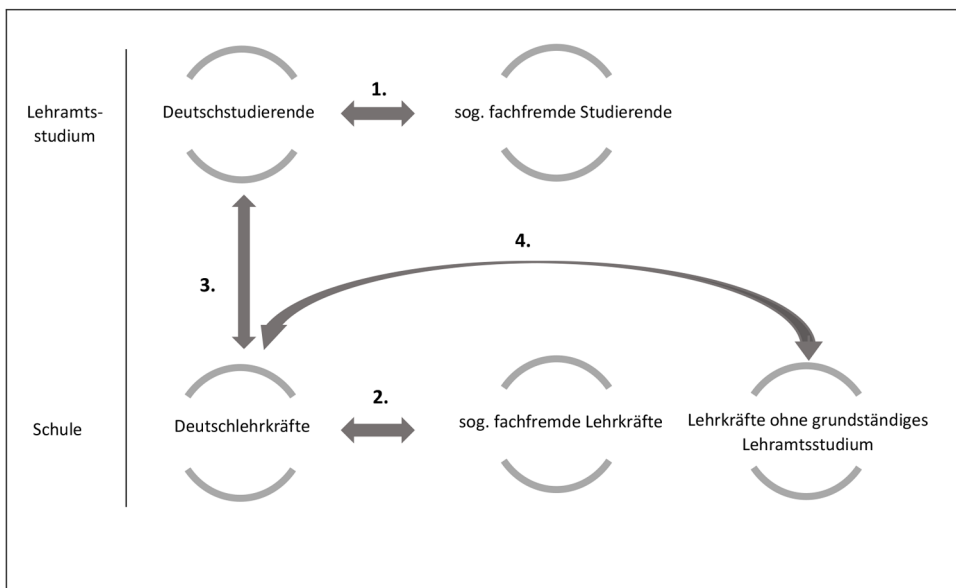 1.
Lehramts-
studium
Deutschstudierende
sog. fachfremde Studierende
4.
3.
2.
Schule
Deutschlehrkräfte
sog. fachfremde Lehrkräfte
Lehrkräfte ohne grundständiges
Lehramtsstudium